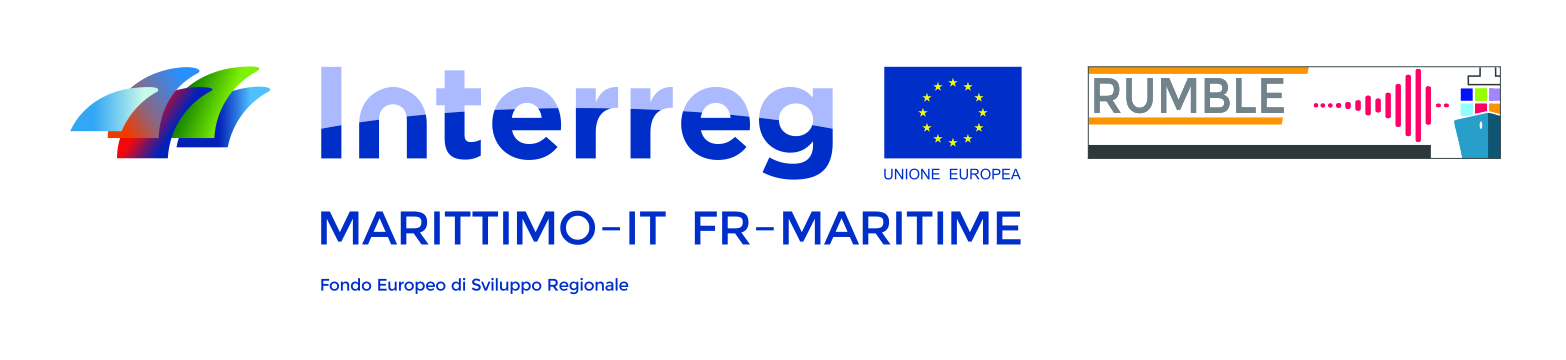 Interreg
UNIONE EUROPEA
MARITTIMO-IT FR-MARITIME
Fondo Europeo di Sviluppo Regionale
RUMBLE